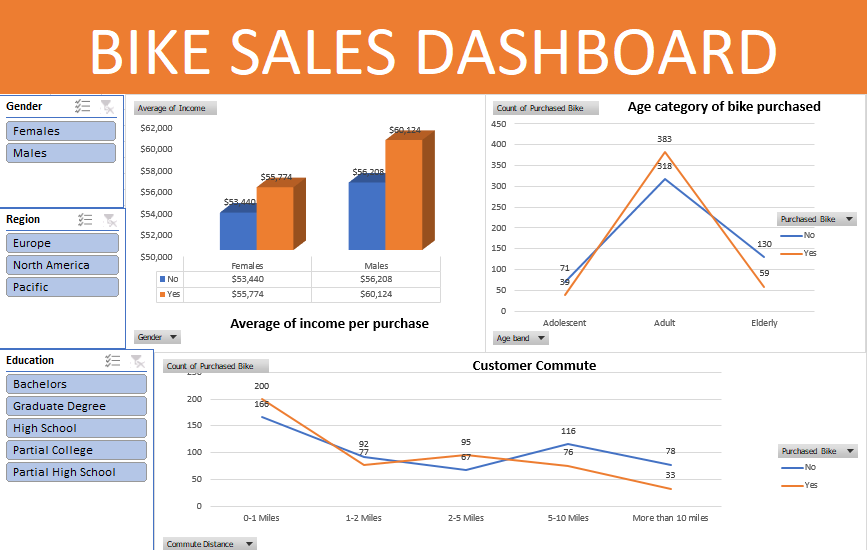 BIKE SALES DASHBOARD
Gender
Females
Males
Region
Europe
North America
Pacific
Education
Bachelors
Graduate Degree
High School
Partial College
Partial High School
Average of Income
$62,000
$60,000
$58,000
$56,000
$54,000
$52,000
$50,000
$53,440
$55,774
$56,208
$60,124
Females Males
No $53,440 $56,208
Yes $55,774 $60,124
Average of income per purchase
Gender
Count of Purchased Bike
Age category of bike purchased
450
400
350
300
250
200
150
100
50
0
383
318
130
71
59
39
Adolescent Adult Elderly
Purchased Bike
No
Yes
Age band
Count of Purchased Bike
Customer Commute
250
200
150
100
50
0
200
166
92
77
95
67
116
76
78
33
0-1 Miles 1-2 Miles 2-5 Miles 5-10 Miles More than 10 miles
Purchased Bike
No
Yes
Commute Distance